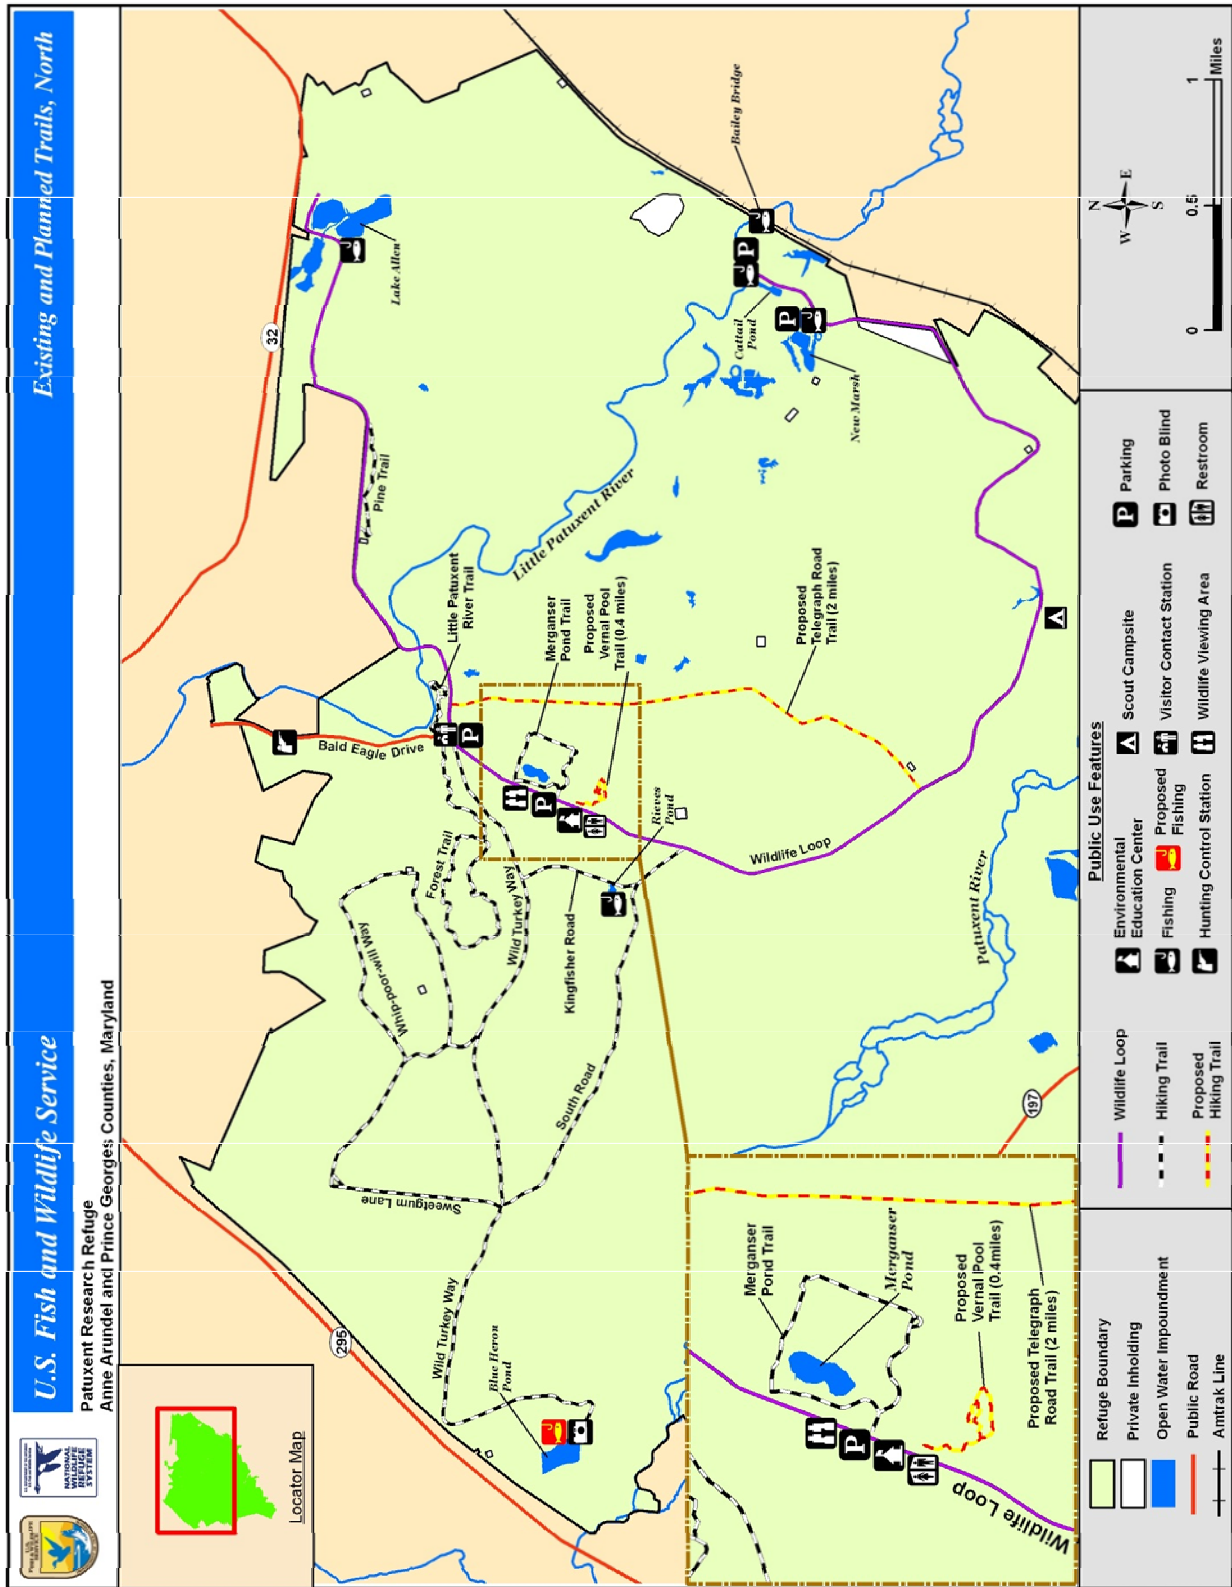 U.S. Fish and Wildlife Service
Existing and Planned Trails, North
NATIONAL
WILDLIFE
REFUGE
SYSTEM
Patuxent Research Refuge
Anne Arundel and Prince Georges Counties, Maryland
Locator Map
295
32
197
Bald Eagle Drive
Pine Trail
Lake Allen
Little Patuxent
River Trail
Little Patuxent River
Forest Trail
Whip-poor-will Way
Sweetgum Lane
Wild Turkey Way
Wild Turkey Way
Kingfisher Road
South Road
Blue Heron
Pond
Rieves
Pond
Merganser
Pond Trail
Proposed
Vernal Pool
Trail (0.4 miles)
Proposed
Telegraph Road
Trail (2 miles)
Wildlife Loop
Cattail
Pond
New Marsh
Bailey Bridge
Patuxent River
P
P
P
P
Merganser
Pond Trail
Merganser
Pond
Proposed
Vernal Pool
Trail (0.4miles)
Proposed Telegraph
Road Trail (2 miles)
Wildlife Loop
P
Refuge Boundary
Private Inholding
Open Water Impoundment
Public Road
Amtrak Line
Wildlife Loop
Hiking Trail
Proposed
Hiking Trail
Public Use Features
Environmental
Education Center
Fishing
Proposed
Fishing
Hunting Control Station
Scout Campsite
Visitor Contact Station
Wildlife Viewing Area
P
Parking
Photo Blind
Restroom
N
W
E
S
0
0.5
1
Miles